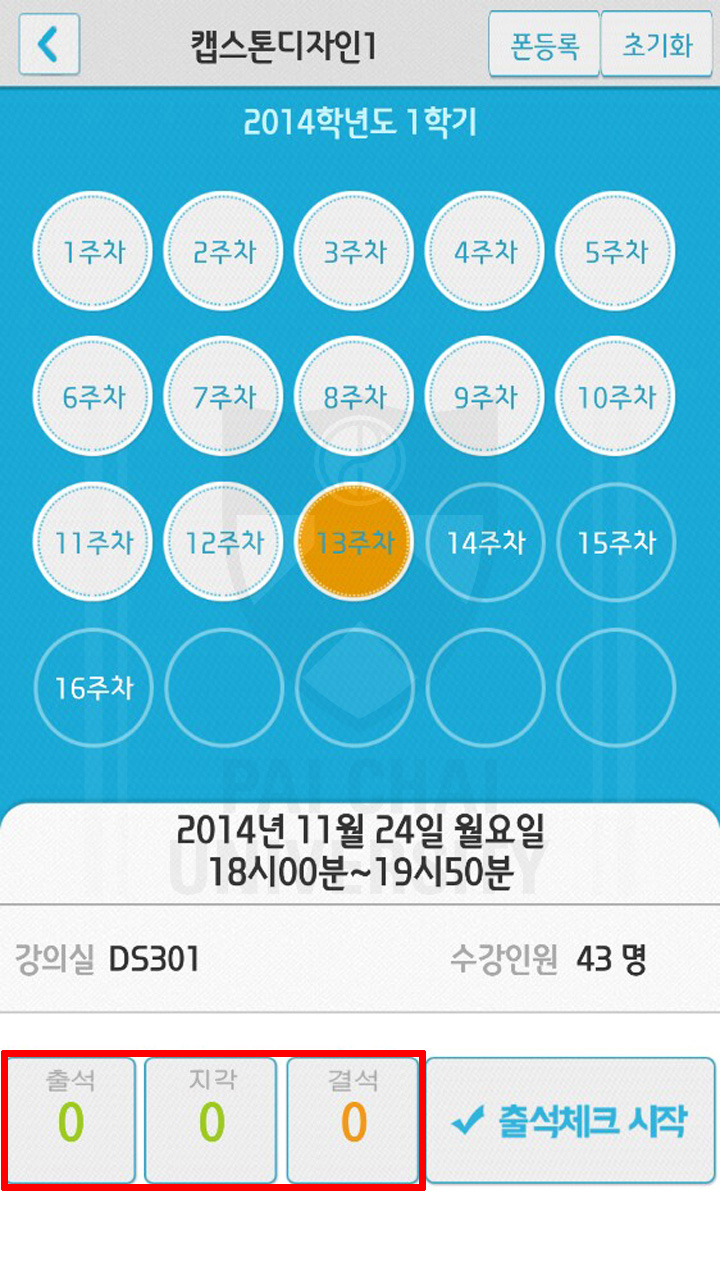 캡스톤디자인1 폰등록 초기화
2014학년도 1학기
1주차 2주차 3주차 4주차 5주차
6주차 7주차 8주차 9주차 10주차
11주차 12주차 13주차 14주차 15주차
16주차
PAI CHAI
UNIVERSITY
2014년 11월 24일 월요일
18시00분~19시50분
강의실 DS301 수강인원 43 명
출석 지각 결석
0 0 0 출석체크 시작